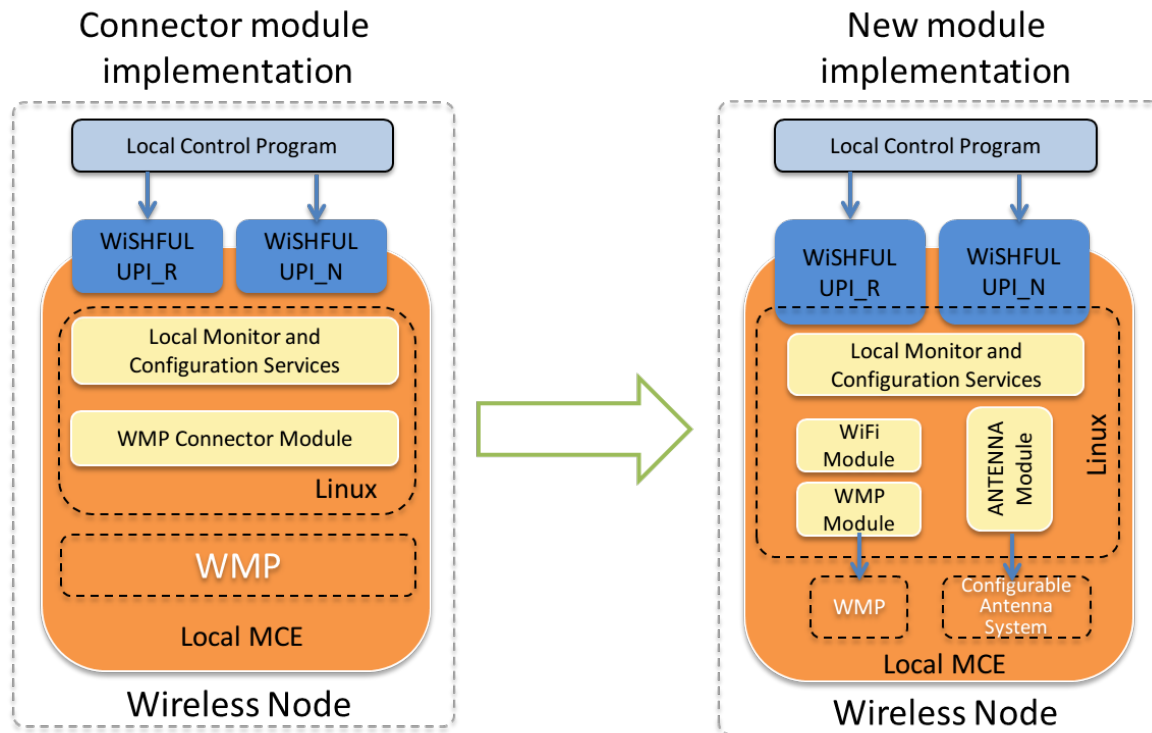 Connector module
implementation
Local Control Program
WiSHFUL
UPI_R
WiSHFUL
UPI_N
Local Monitor and
Configuration Services
WMP Connector Module
Linux
WMP
Local MCE
Wireless Node
New module
implementation
Local Control Program
WiSHFUL
UPI_R
WiSHFUL
UPI_N
Local Monitor and
Configuration Services
WiFi
Module
WMP
Module
ANTENNA
Module
Linux
WMP
Configurable
Antenna
System
Local MCE
Wireless Node